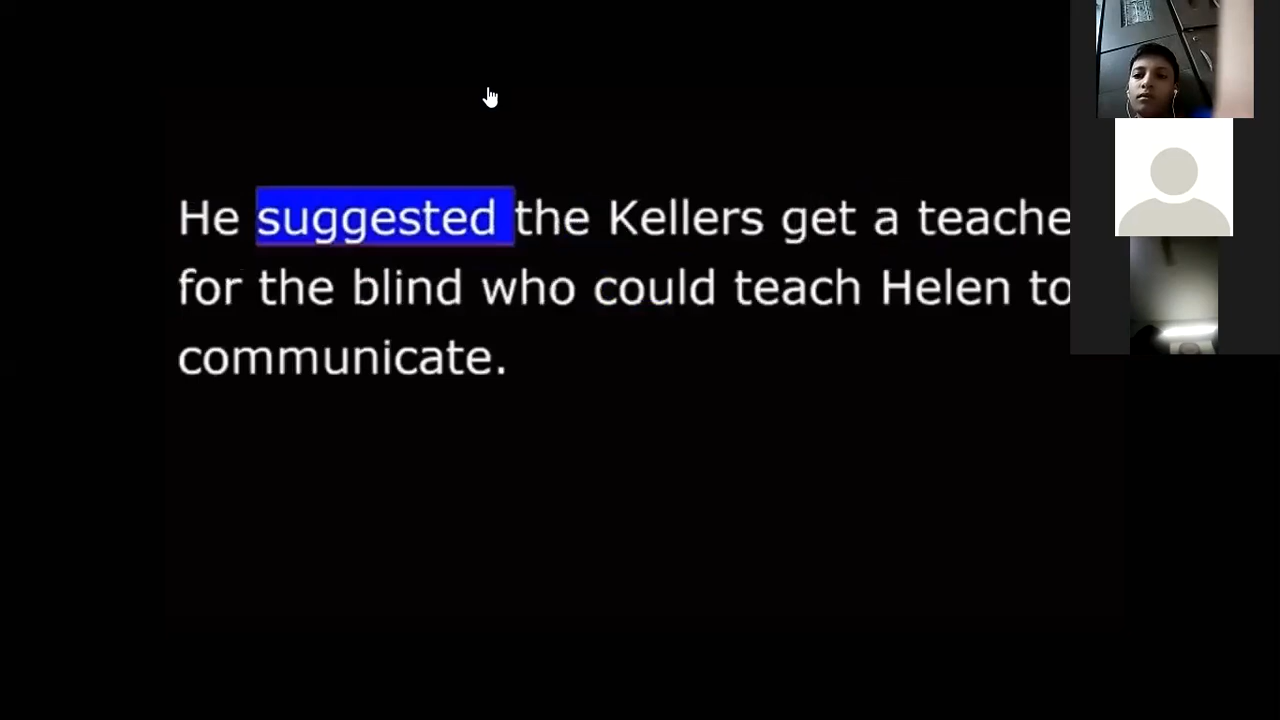 He suggested the Kellers get a teache
for the blind who could teach Helen to
communicate.